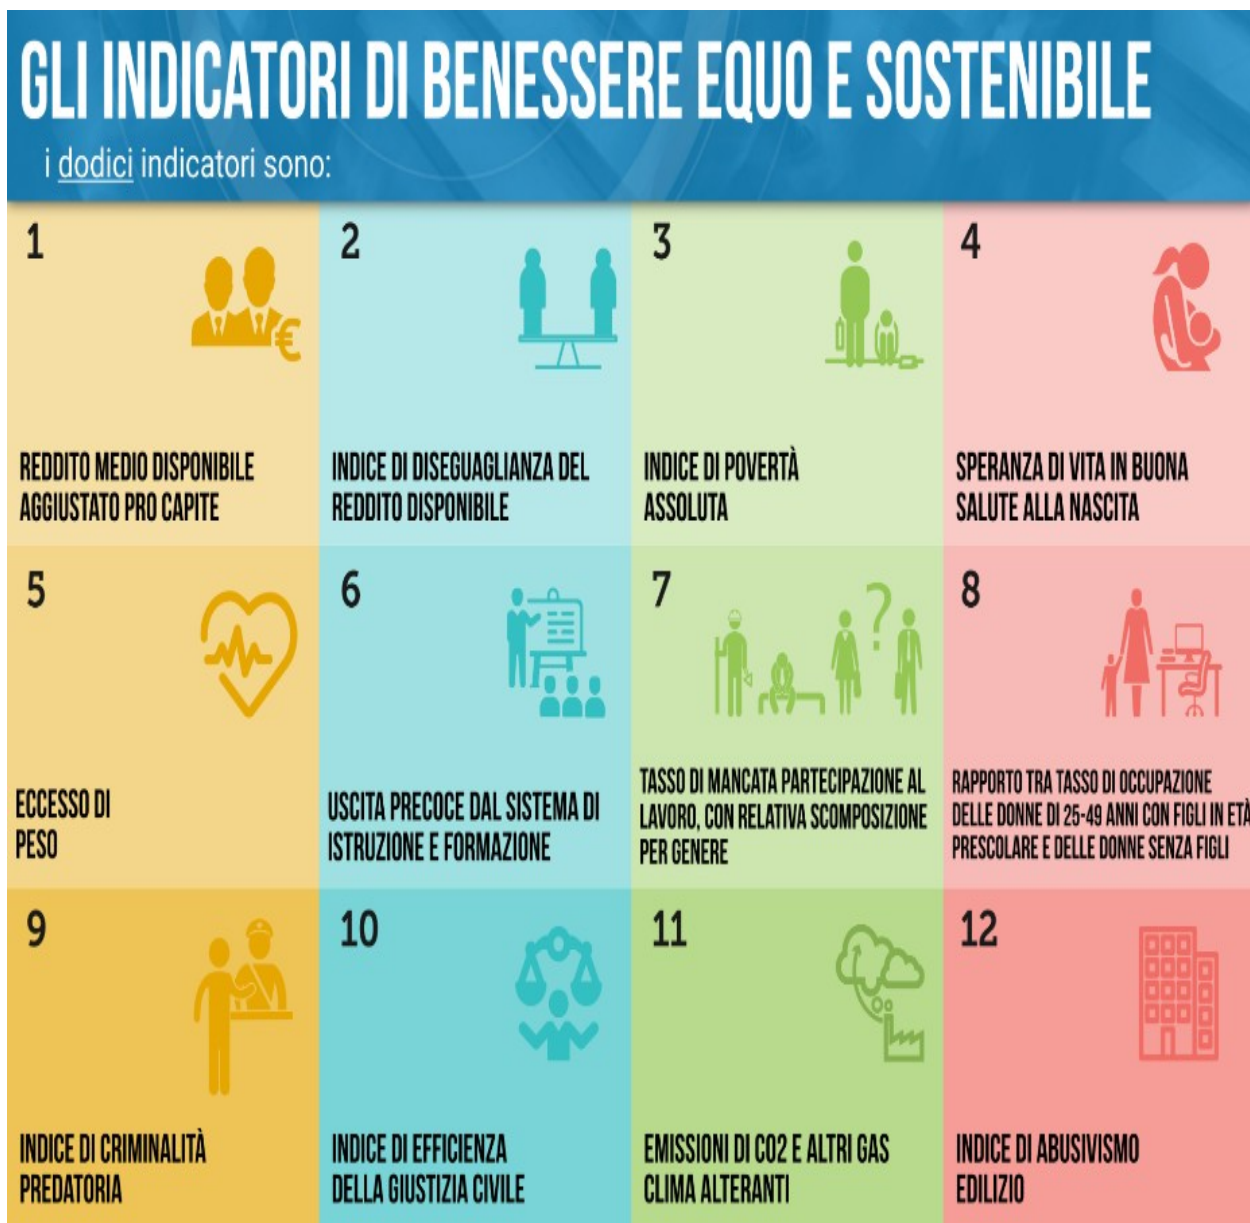 GLI INDICATORI DI BENESSERE EQUO E SOSTENIBILE
i dodici indicatori sono:
1
REDDITO MEDIO DISPONIBILE
AGGIUSTATO PRO CAPITE
2
INDICE DI DISEGUAGLIANZA DEL
REDDITO DISPONIBILE
3
INDICE DI POVERTÀ
ASSOLUTA
4
SPERANZA DI VITA IN BUONA
SALUTE ALLA NASCITA
5
ECCESSO DI
PESO
6
USCITA PRECOCE DAL SISTEMA DI
ISTRUZIONE E FORMAZIONE
7
?
TASSO DI MANCATA PARTECIPAZIONE AL
LAVORO, CON RELATIVA SCOMPOSIZIONE
PER GENERE
8
RAPPORTO TRA TASSO DI OCCUPAZIONE
DELLE DONNE DI 25-49 ANNI CON FIGLI IN ETÀ
PRESCOLARE E DELLE DONNE SENZA FIGLI
9
INDICE DI CRIMINALITÀ
PREDATORIA
10
INDICE DI EFFICIENZA
DELLA GIUSTIZIA CIVILE
11
EMISSIONI DI CO2 E ALTRI GAS
CLIMA ALTERANTI
12
INDICE DI ABUSIVISMO
EDILIZIO